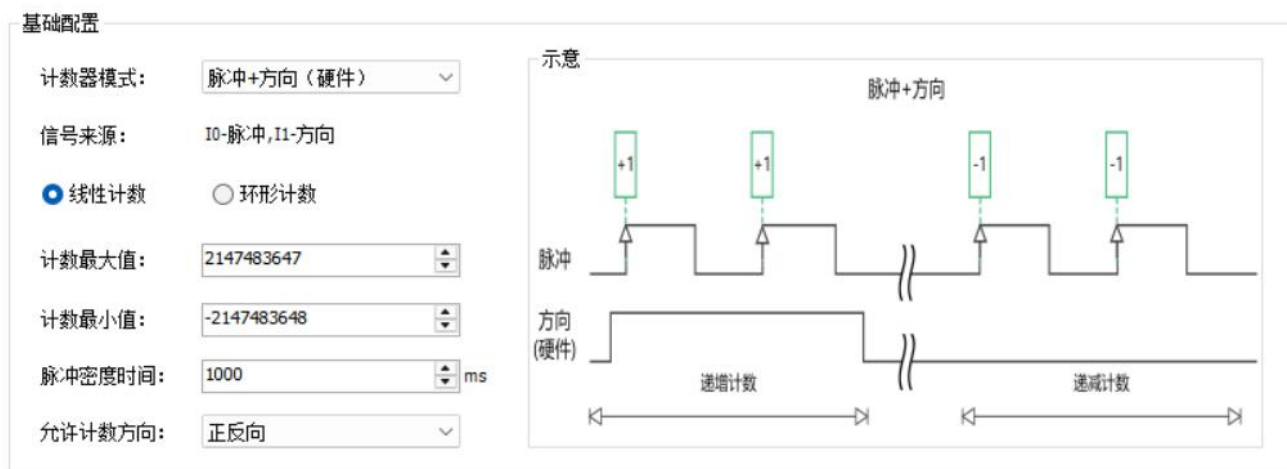 基础配置
计数器模式： 脉冲+方向（硬件）
信号来源： I0-脉冲,I1-方向
线性计数 环形计数
计数最大值： 2147483647
计数最小值： -2147483648
脉冲密度时间： 1000 ms
允许计数方向： 正反向
示意
脉冲+方向
+1 +1 -1 -1
脉冲
方向
(硬件)
递增计数 递减计数